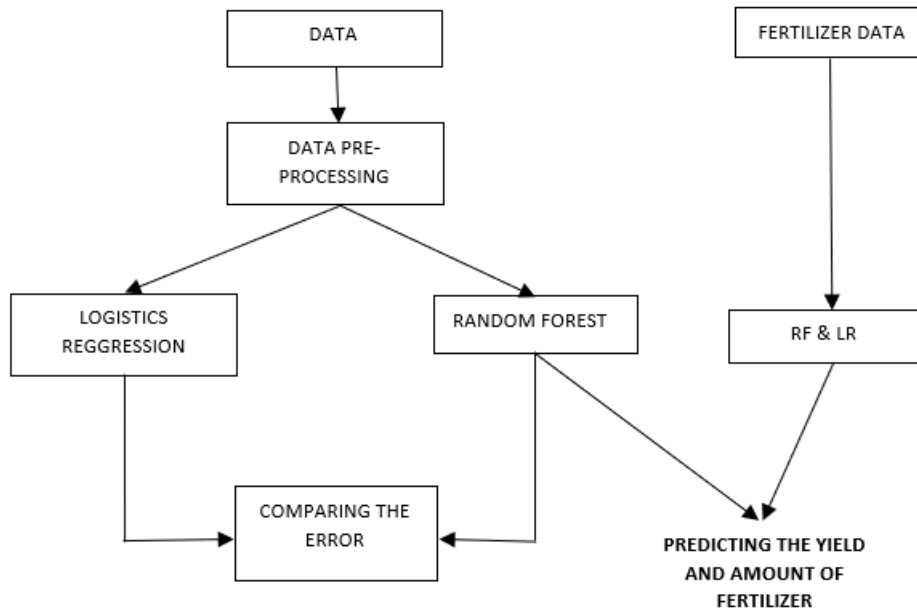 DATA
FERTILIZER DATA
DATA PRE-
PROCESSING
LOGISTICS
REGGRESSION
RANDOM FOREST
RF & LR
COMPARING THE
ERROR
PREDICTING THE YIELD
AND AMOUNT OF
FERTILIZER